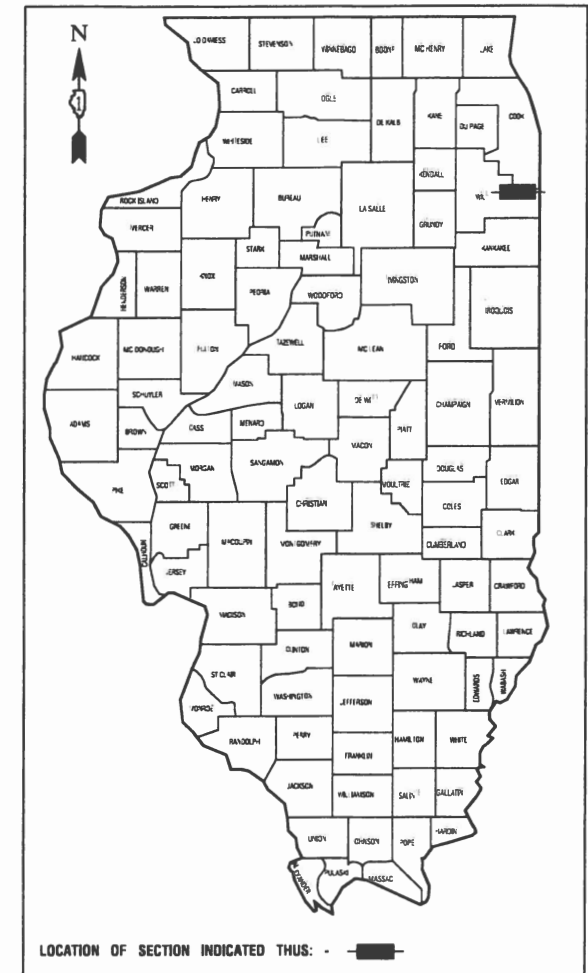 N
JO DAVIESS STEVENSON WINNEBAGO BOONE MC HENRY LAKE
CARROLL OGLE DE KALB KANE DU PAGE COOK
WHITESIDE LEE
KENDALL
ROCK ISLAND HENRY BUREAU LA SALLE GRUNDY
MERCER PUTNAM
STARK MARSHALL KANKAKEE
HENDERSON WARREN KNOX PEORIA WOODFORD LIVINGSTON IROQUOIS
HANCOCK MC DONOUGH FULTON TAZEWELL MC LEAN FORD
MASON
SCHUYLER LOGAN DE WITT CHAMPAIGN VERMILION
ADAMS BROWN CASS MENARD MACON PIATT
MORGAN SANGAMON DOUGLAS EDGAR
PIKE SCOTT CHRISTIAN MOULTRIE
COLES
GREENE MACOUPIN MONTGOMERY SHELBY CLARK
CALHOUN CUMBERLAND
JERSEY FAYETTE EFFINGHAM JASPER CRAWFORD
MADISON BOND
CLAY RICHLAND LAWRENCE
CLINTON MARION
ST CLAIR WAYNE EDWARDS WABASH
WASHINGTON JEFFERSON
MONROE
RANDOLPH PERRY HAMILTON WHITE
FRANKLIN
JACKSON WILLIAMSON SALINE GALLATIN
UNION JOHNSON POPE HARDIN
ALEXANDER PULASKI MASSAC
LOCATION OF SECTION INDICATED THUS: -